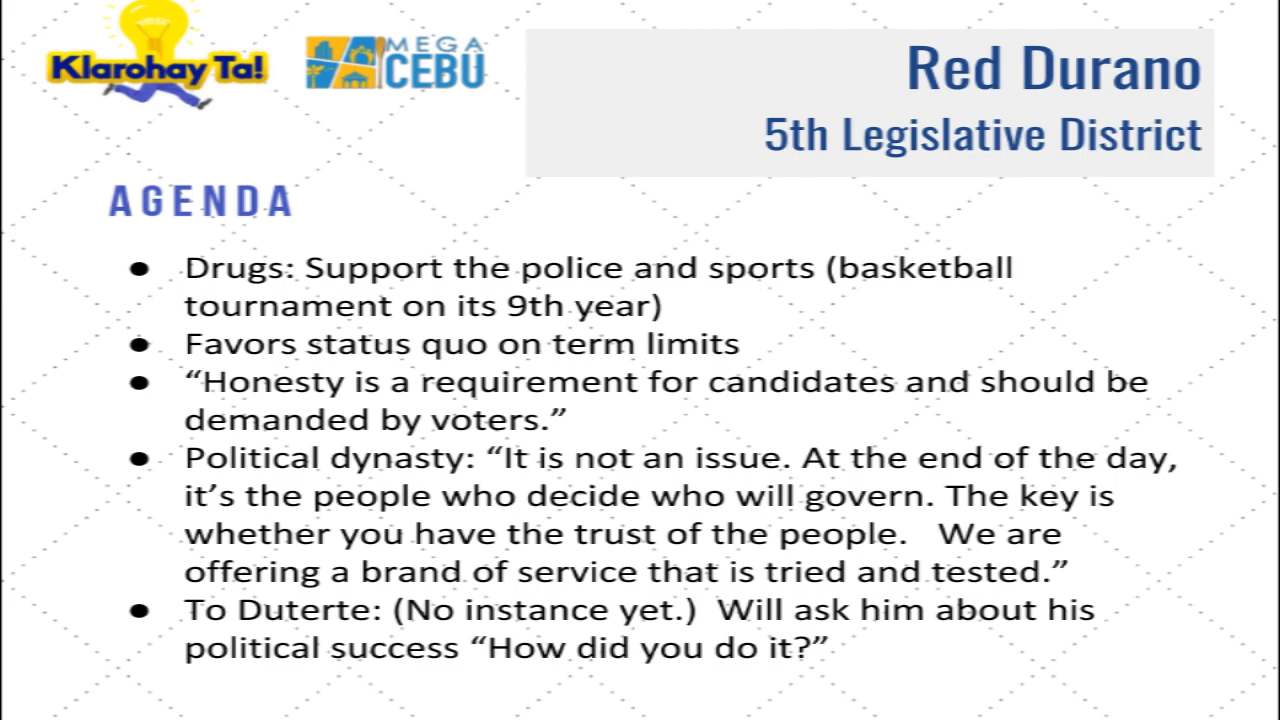 Klarohay Ta!
MEGA
CEBU
Red Durano
5th Legislative District
AGENDA
● Drugs: Support the police and sports (basketball
tournament on its 9th year)
● Favors status quo on term limits
● “Honesty is a requirement for candidates and should be
demanded by voters.”
● Political dynasty: “It is not an issue. At the end of the day,
it’s the people who decide who will govern. The key is
whether you have the trust of the people. We are
offering a brand of service that is tried and tested.”
● To Duterte: (No instance yet.) Will ask him about his
political success “How did you do it?”